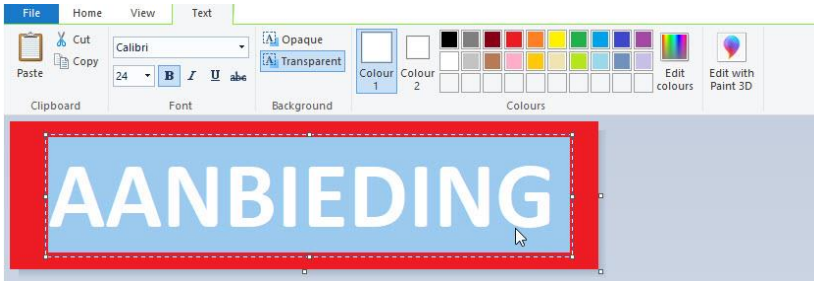 File Home View Text
Cut
Copy
Paste
Clipboard
Calibri
24 B I U abc
Font
Opaque
Transparent
Background
Colour 1
Colour 2
Edit colours
Colours
Edit with Paint 3D
AANBIEDING